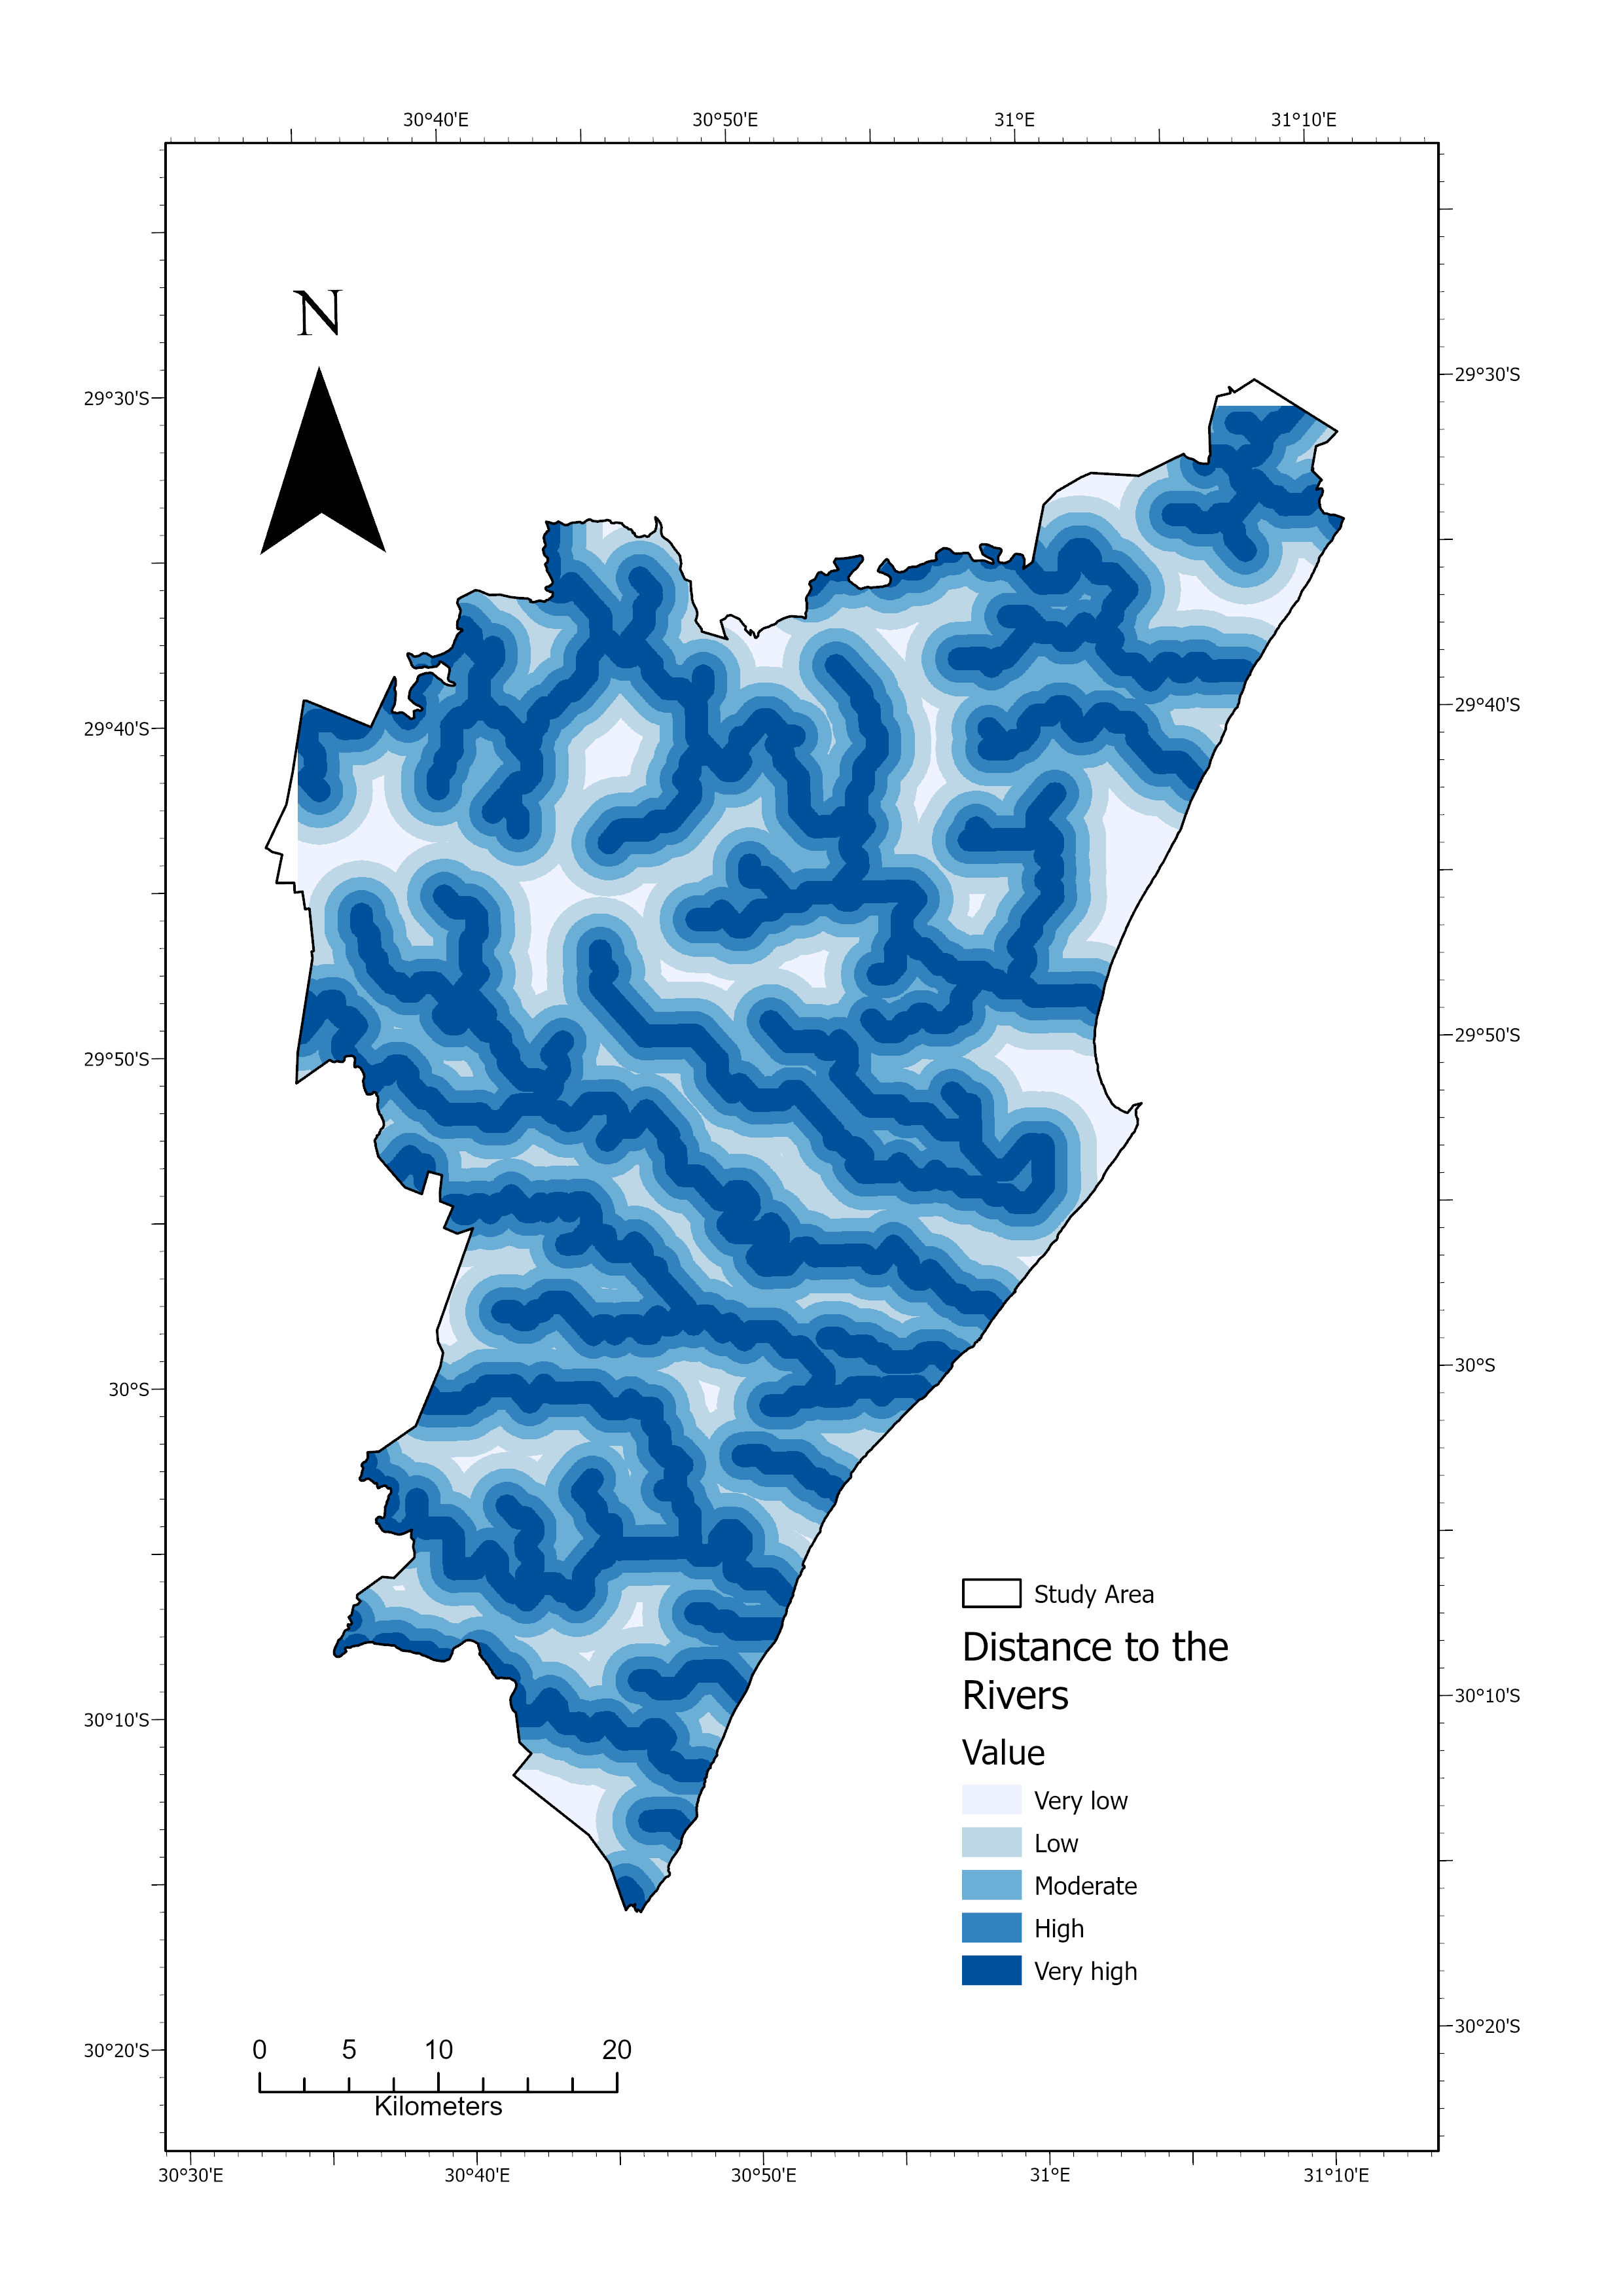 30°40'E 30°50'E 31°E 31°10'E
N
29°30'S 29°30'S
29°40'S 29°40'S
29°50'S 29°50'S
30°S 30°S
Study Area
Distance to the
Rivers
30°10'S 30°10'S
Value
Very low
Low
Moderate
High
Very high
30°20'S 30°20'S
0 5 10 20
Kilometers
30°30'E 30°40'E 30°50'E 31°E 31°10'E